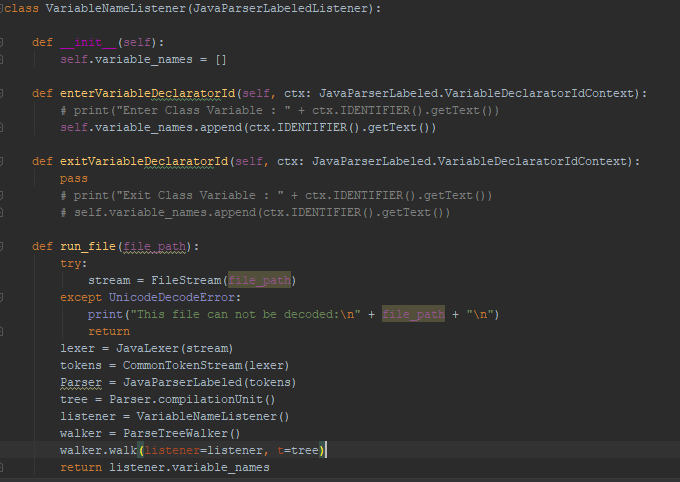 class VariableNameListener(JavaParserLabeledListener):
def __init__(self):
self.variable_names = []
def enterVariableDeclaratorId(self, ctx: JavaParserLabeled.VariableDeclaratorIdContext):
# print("Enter Class Variable : " + ctx.IDENTIFIER().getText())
self.variable_names.append(ctx.IDENTIFIER().getText())
def exitVariableDeclaratorId(self, ctx: JavaParserLabeled.VariableDeclaratorIdContext):
pass
# print("Exit Class Variable : " + ctx.IDENTIFIER().getText())
# self.variable_names.append(ctx.IDENTIFIER().getText())
def run_file(file_path):
try:
stream = FileStream(file_path)
except UnicodeDecodeError:
print("This file can not be decoded:\n" + file_path + "\n")
return
lexer = JavaLexer(stream)
tokens = CommonTokenStream(lexer)
Parser = JavaParserLabeled(tokens)
tree = Parser.compilationUnit()
listener = VariableNameListener()
walker = ParseTreeWalker()
walker.walk(listener=listener, t=tree)
return listener.variable_names